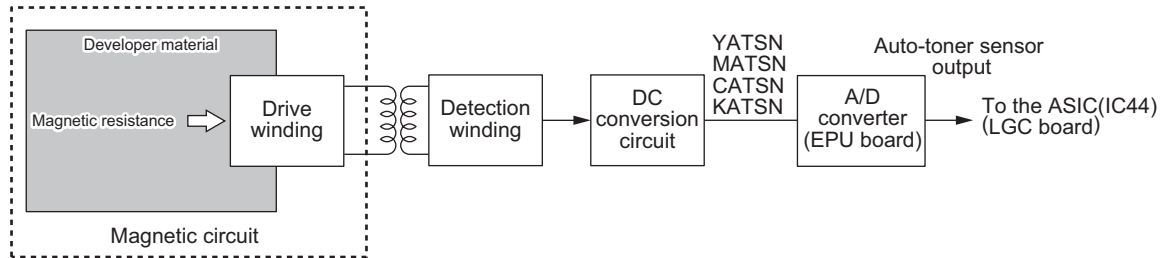 Developer material
Magnetic resistance
Drive
winding
Magnetic circuit
Detection
winding
DC
conversion
circuit
YATSN
MATSN
CATSN
KATSN
A/D
converter
(EPU board)
Auto-toner sensor
output
To the ASIC(IC44)
(LGC board)